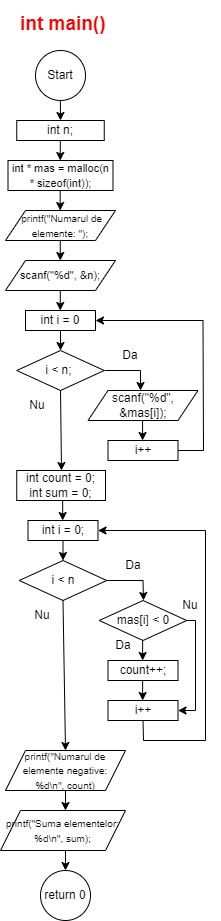 int main()
Start
int n;
int * mas = malloc(n
* sizeof(int));
printf("Numarul de
elemente: ");
scanf("%d", &n);
int i = 0
i < n;
Da
Nu
scanf("%d",
&mas[i]);
i++
int count = 0;
int sum = 0;
int i = 0;
i < n
Da
Nu
mas[i] < 0
Nu
Da
count++;
i++
printf("Numarul de
elemente negative:
%d\n", count)
printf("Suma elementelor:
%d\n", sum);
return 0